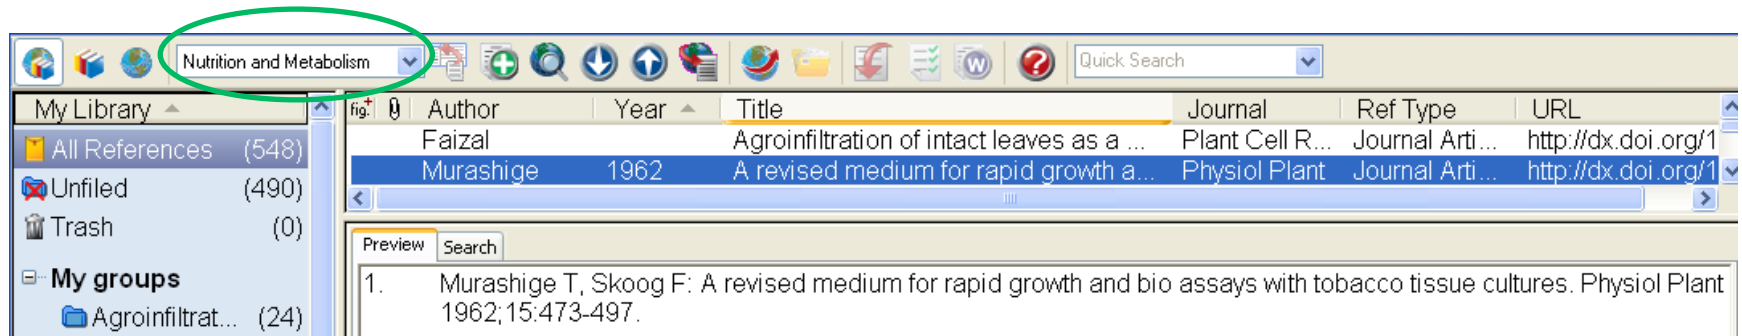 Nutrition and Metabolism
Quick Search
My Library
fig. Author Year Title Journal Ref Type URL
All References (548)
Faizal Agroinfiltration of intact leaves as a ... Plant Cell R... Journal Arti... http://dx.doi.org/1
Murashige 1962 A revised medium for rapid growth a... Physiol Plant Journal Arti... http://dx.doi.org/1
Unfiled (490)
Trash (0)
Preview Search
My groups
Agroinfiltrat... (24)
1. Murashige T, Skoog F: A revised medium for rapid growth and bio assays with tobacco tissue cultures. Physiol Plant
1962;15:473-497.